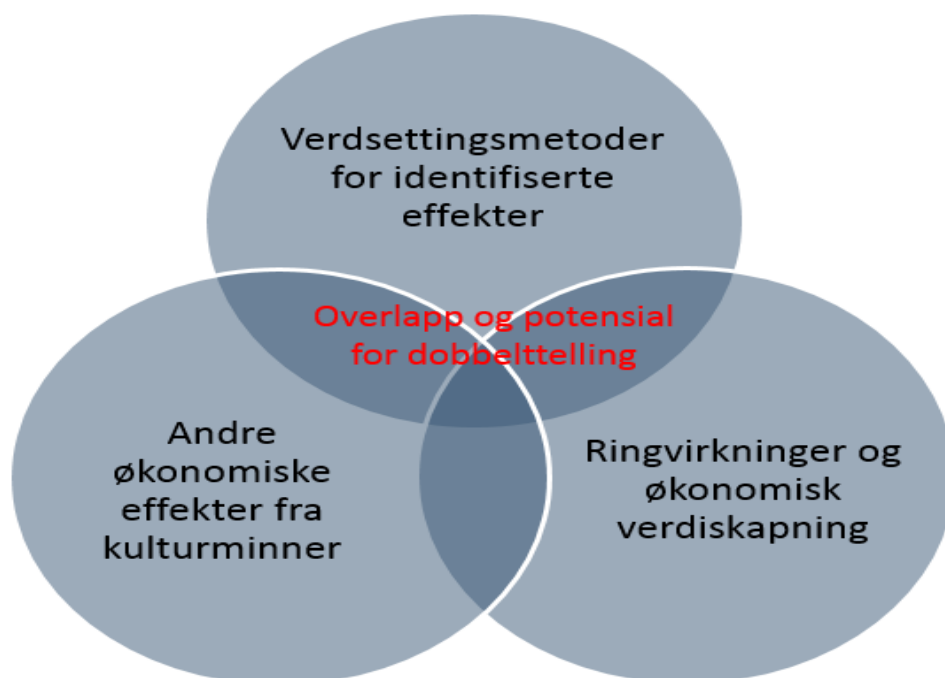 Verdsettingsmetoder
for identifiserte
effekter
Overlapp og potensial
for dobbelttelling
Andre
økonomiske
effekter fra
kulturminner
Ringvirkninger og
økonomisk
verdiskapning